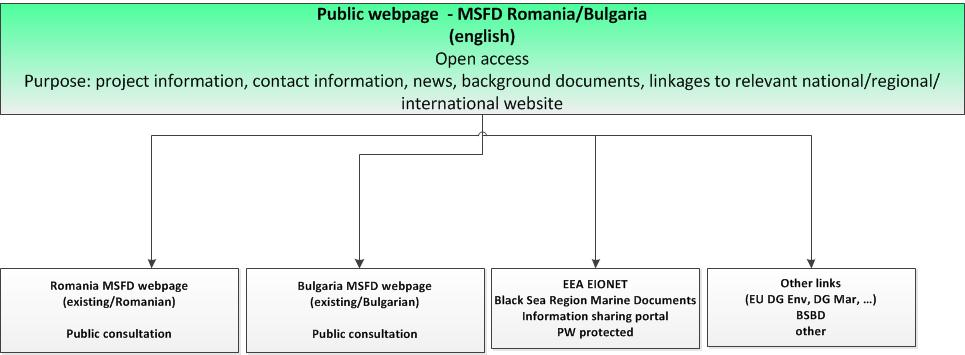 Public webpage - MSFD Romania/Bulgaria
(english)
Open access
Purpose: project information, contact information, news, background documents, linkages to relevant national/regional/
international website
Romania MSFD webpage
(existing/Romanian)
Public consultation
Bulgaria MSFD webpage
(existing/Bulgarian)
Public consultation
EEA EIONET
Black Sea Region Marine Documents
Information sharing portal
PW protected
Other links
(EU DG Env, DG Mar, ...)
BSBD
other